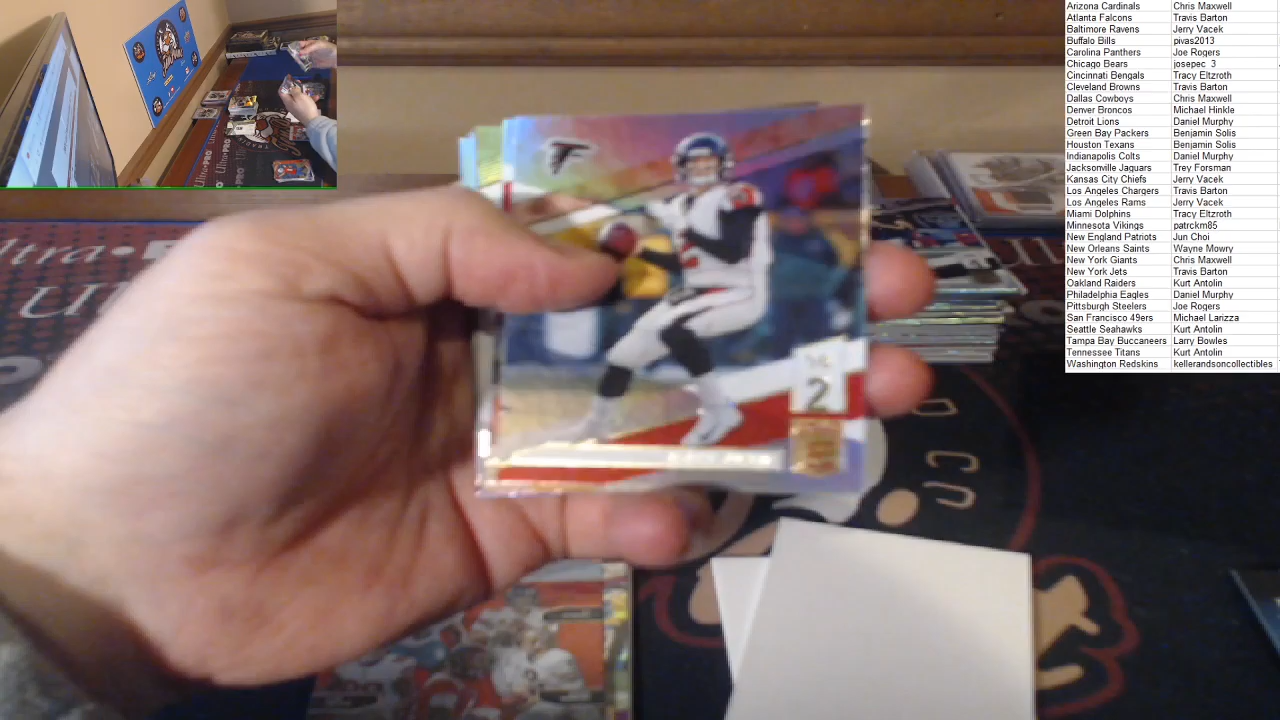 Arizona Cardinals Chris Maxwell
Atlanta Falcons Travis Barton
Baltimore Ravens Jerry Vacek
Buffalo Bills pivas2013
Carolina Panthers Joe Rogers
Chicago Bears josepec_3
Cincinnati Bengals Tracy Eltzroth
Cleveland Browns Travis Barton
Dallas Cowboys Chris Maxwell
Denver Broncos Michael Hinkle
Detroit Lions Daniel Murphy
Green Bay Packers Benjamin Solis
Houston Texans Benjamin Solis
Indianapolis Colts Daniel Murphy
Jacksonville Jaguars Trey Forsman
Kansas City Chiefs Jerry Vacek
Los Angeles Chargers Travis Barton
Los Angeles Rams Jerry Vacek
Miami Dolphins Tracy Eltzroth
Minnesota Vikings patrckm85
New England Patriots Jun Choi
New Orleans Saints Wayne Mowry
New York Giants Chris Maxwell
New York Jets Travis Barton
Oakland Raiders Kurt Antolin
Philadelphia Eagles Daniel Murphy
Pittsburgh Steelers Joe Rogers
San Francisco 49ers Michael Larizza
Seattle Seahawks Kurt Antolin
Tampa Bay Buccaneers Larry Bowles
Tennessee Titans Kurt Antolin
Washington Redskins kellerandsoncollectibles
Ultra PRO
2